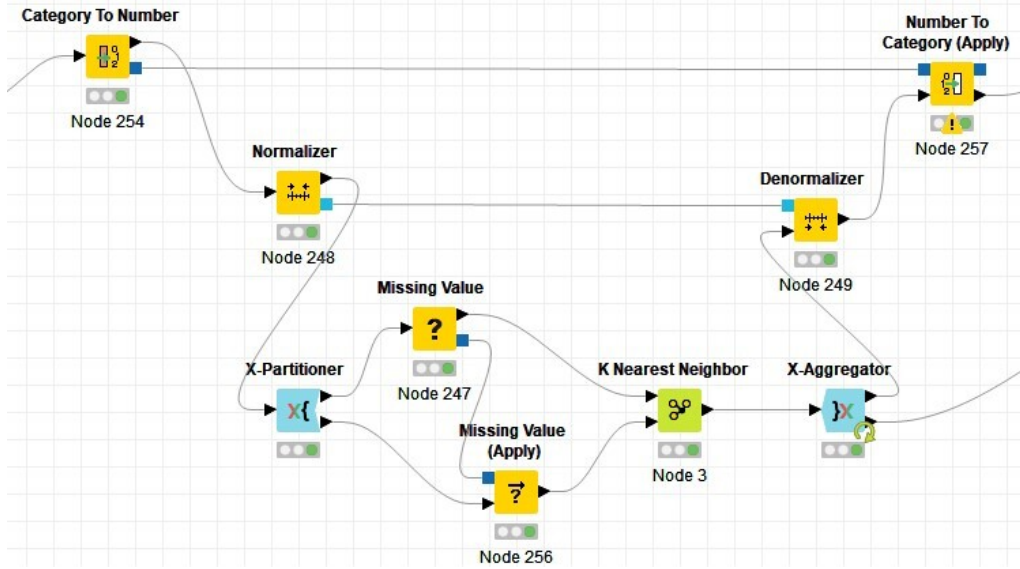 Category To Number
Node 254
Number To
Category (Apply)
Node 257
Normalizer
Node 248
Denormalizer
Node 249
Missing Value
?
Node 247
X-Partitioner
X{
K Nearest Neighbor
Node 3
X-Aggregator
}X
Missing Value
(Apply)
?
Node 256